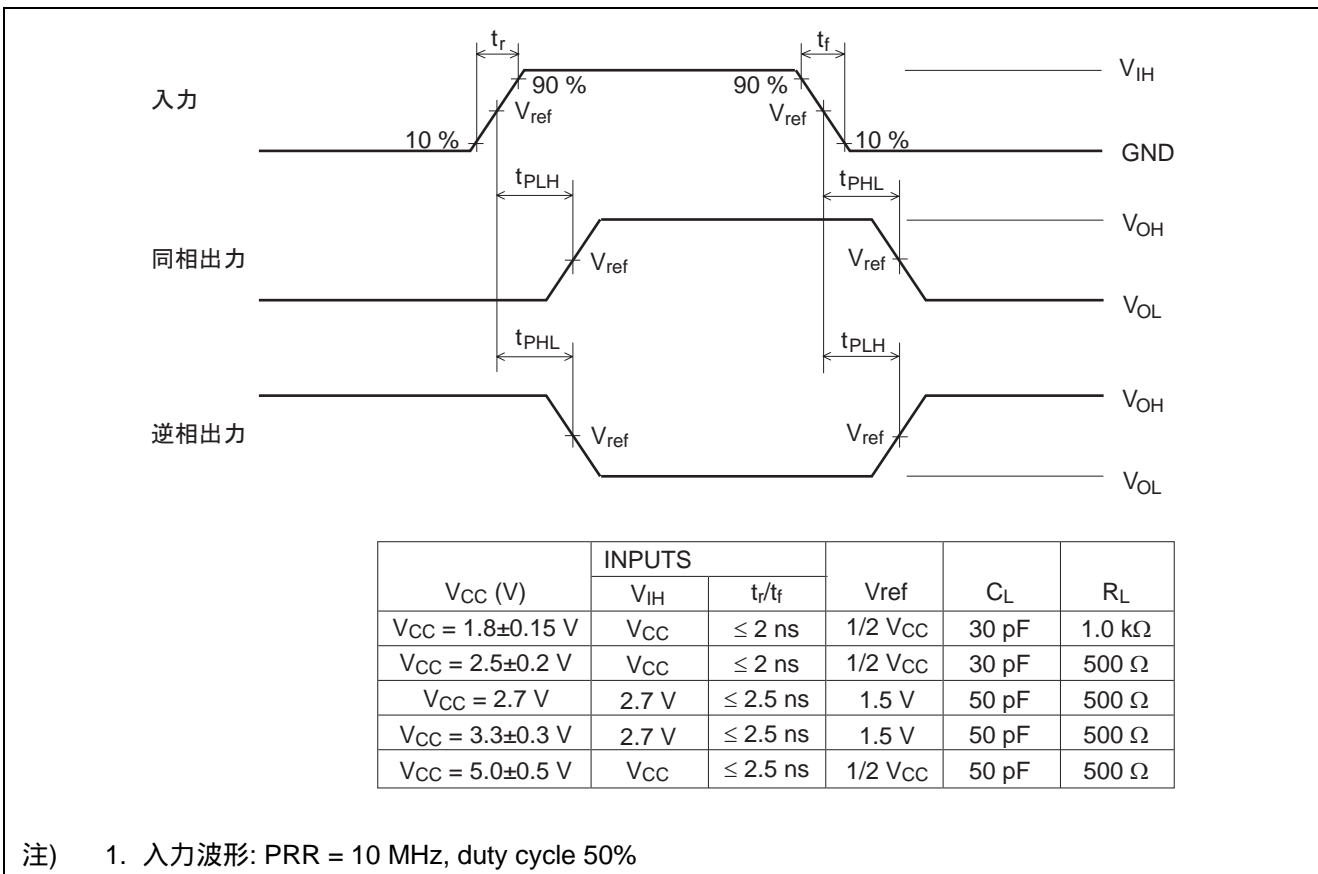 tr tf
VIH
入力 90 % 90 %
Vref Vref
10 % 10 %
GND
tPLH tPHL
VOH
同相出力 Vref Vref
VOL
tPHL tPLH
VOH
逆相出力 Vref Vref
VOL
INPUTS
VCC (V) VIH tr/tf Vref CL RL
VCC = 1.8±0.15 V VCC ≤ 2 ns 1/2 VCC 30 pF 1.0 kΩ
VCC = 2.5±0.2 V VCC ≤ 2 ns 1/2 VCC 30 pF 500 Ω
VCC = 2.7 V 2.7 V ≤ 2.5 ns 1.5 V 50 pF 500 Ω
VCC = 3.3±0.3 V 2.7 V ≤ 2.5 ns 1.5 V 50 pF 500 Ω
VCC = 5.0±0.5 V VCC ≤ 2.5 ns 1/2 VCC 50 pF 500 Ω
注) 1. 入力波形: PRR = 10 MHz, duty cycle 50%